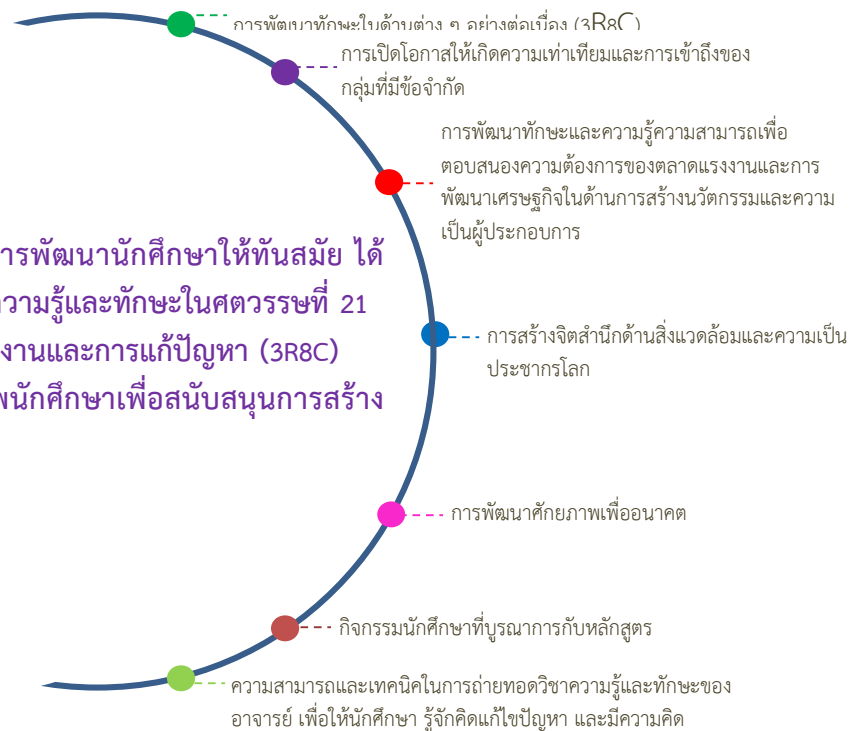 การพัฒนาทักษะในด้านต่าง ๆ อย่างต่อเนื่อง (3R8C)
การเปิดโอกาสให้เกิดความเท่าเทียมและการเข้าถึงของ
กลุ่มที่มีข้อจำกัด
การพัฒนาทักษะและความรู้ความสามารถเพื่อ
ตอบสนองความต้องการของตลาดแรงงานและการ
พัฒนาเศรษฐกิจในด้านการสร้างนวัตกรรมและความ
เป็นผู้ประกอบการ
ารพัฒนานักศึกษาให้ทันสมัย ได้
วามรู้และทักษะในศตวรรษที่ 21
งานและการแก้ปัญหา (3R8C)
พนักศึกษาเพื่อสนับสนุนการสร้าง
การสร้างจิตสำนึกด้านสิ่งแวดล้อมและความเป็น
ประชากรโลก
การพัฒนาศักยภาพเพื่ออนาคต
กิจกรรมนักศึกษาที่บูรณาการกับหลักสูตร
ความสามารถและเทคนิคในการถ่ายทอดวิชาความรู้และทักษะของ
อาจารย์ เพื่อให้นักศึกษา รู้จักคิดแก้ไขปัญหา และมีความคิด